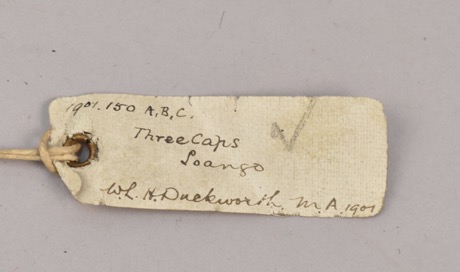 1901.150 A,B,C.
Three Caps
Loango
W.L.H. Duckworth. M.A. 1901